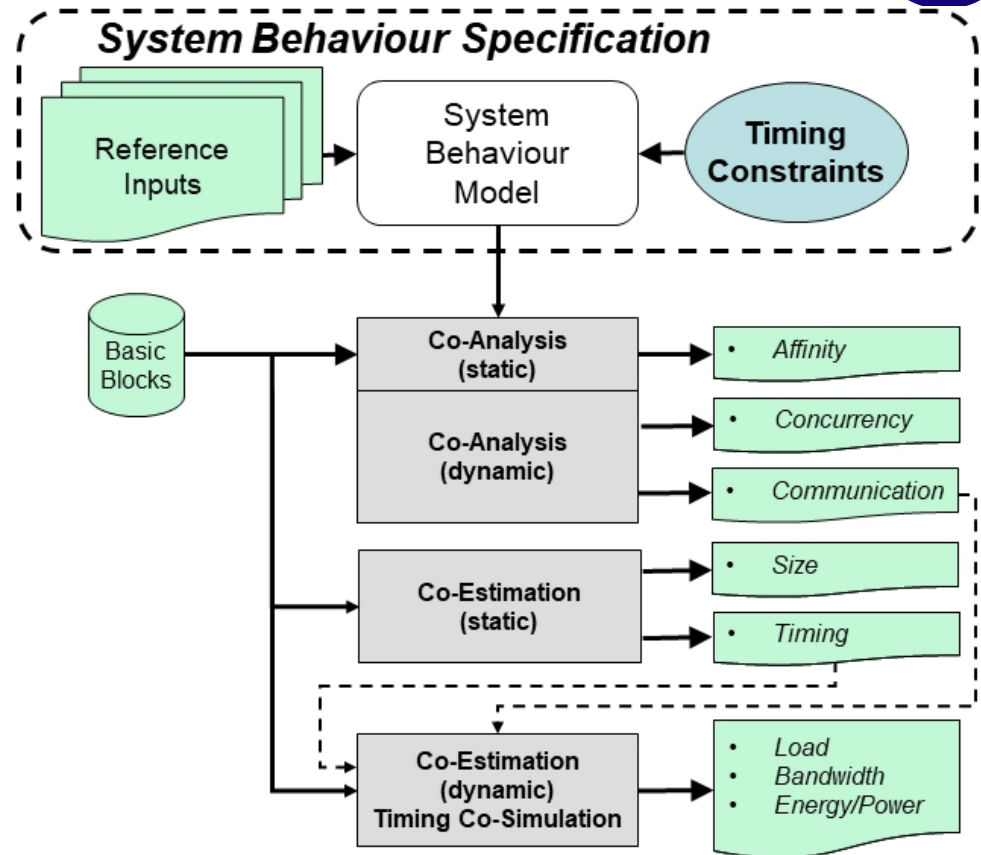 System Behaviour Specification
Reference
Inputs
System
Behaviour
Model
Timing
Constraints
Basic
Blocks
Co-Analysis
(static)
• Affinity
Co-Analysis
(dynamic)
• Concurrency
• Communication
Co-Estimation
(static)
• Size
• Timing
Co-Estimation
(dynamic)
Timing Co-Simulation
• Load
• Bandwidth
• Energy/Power